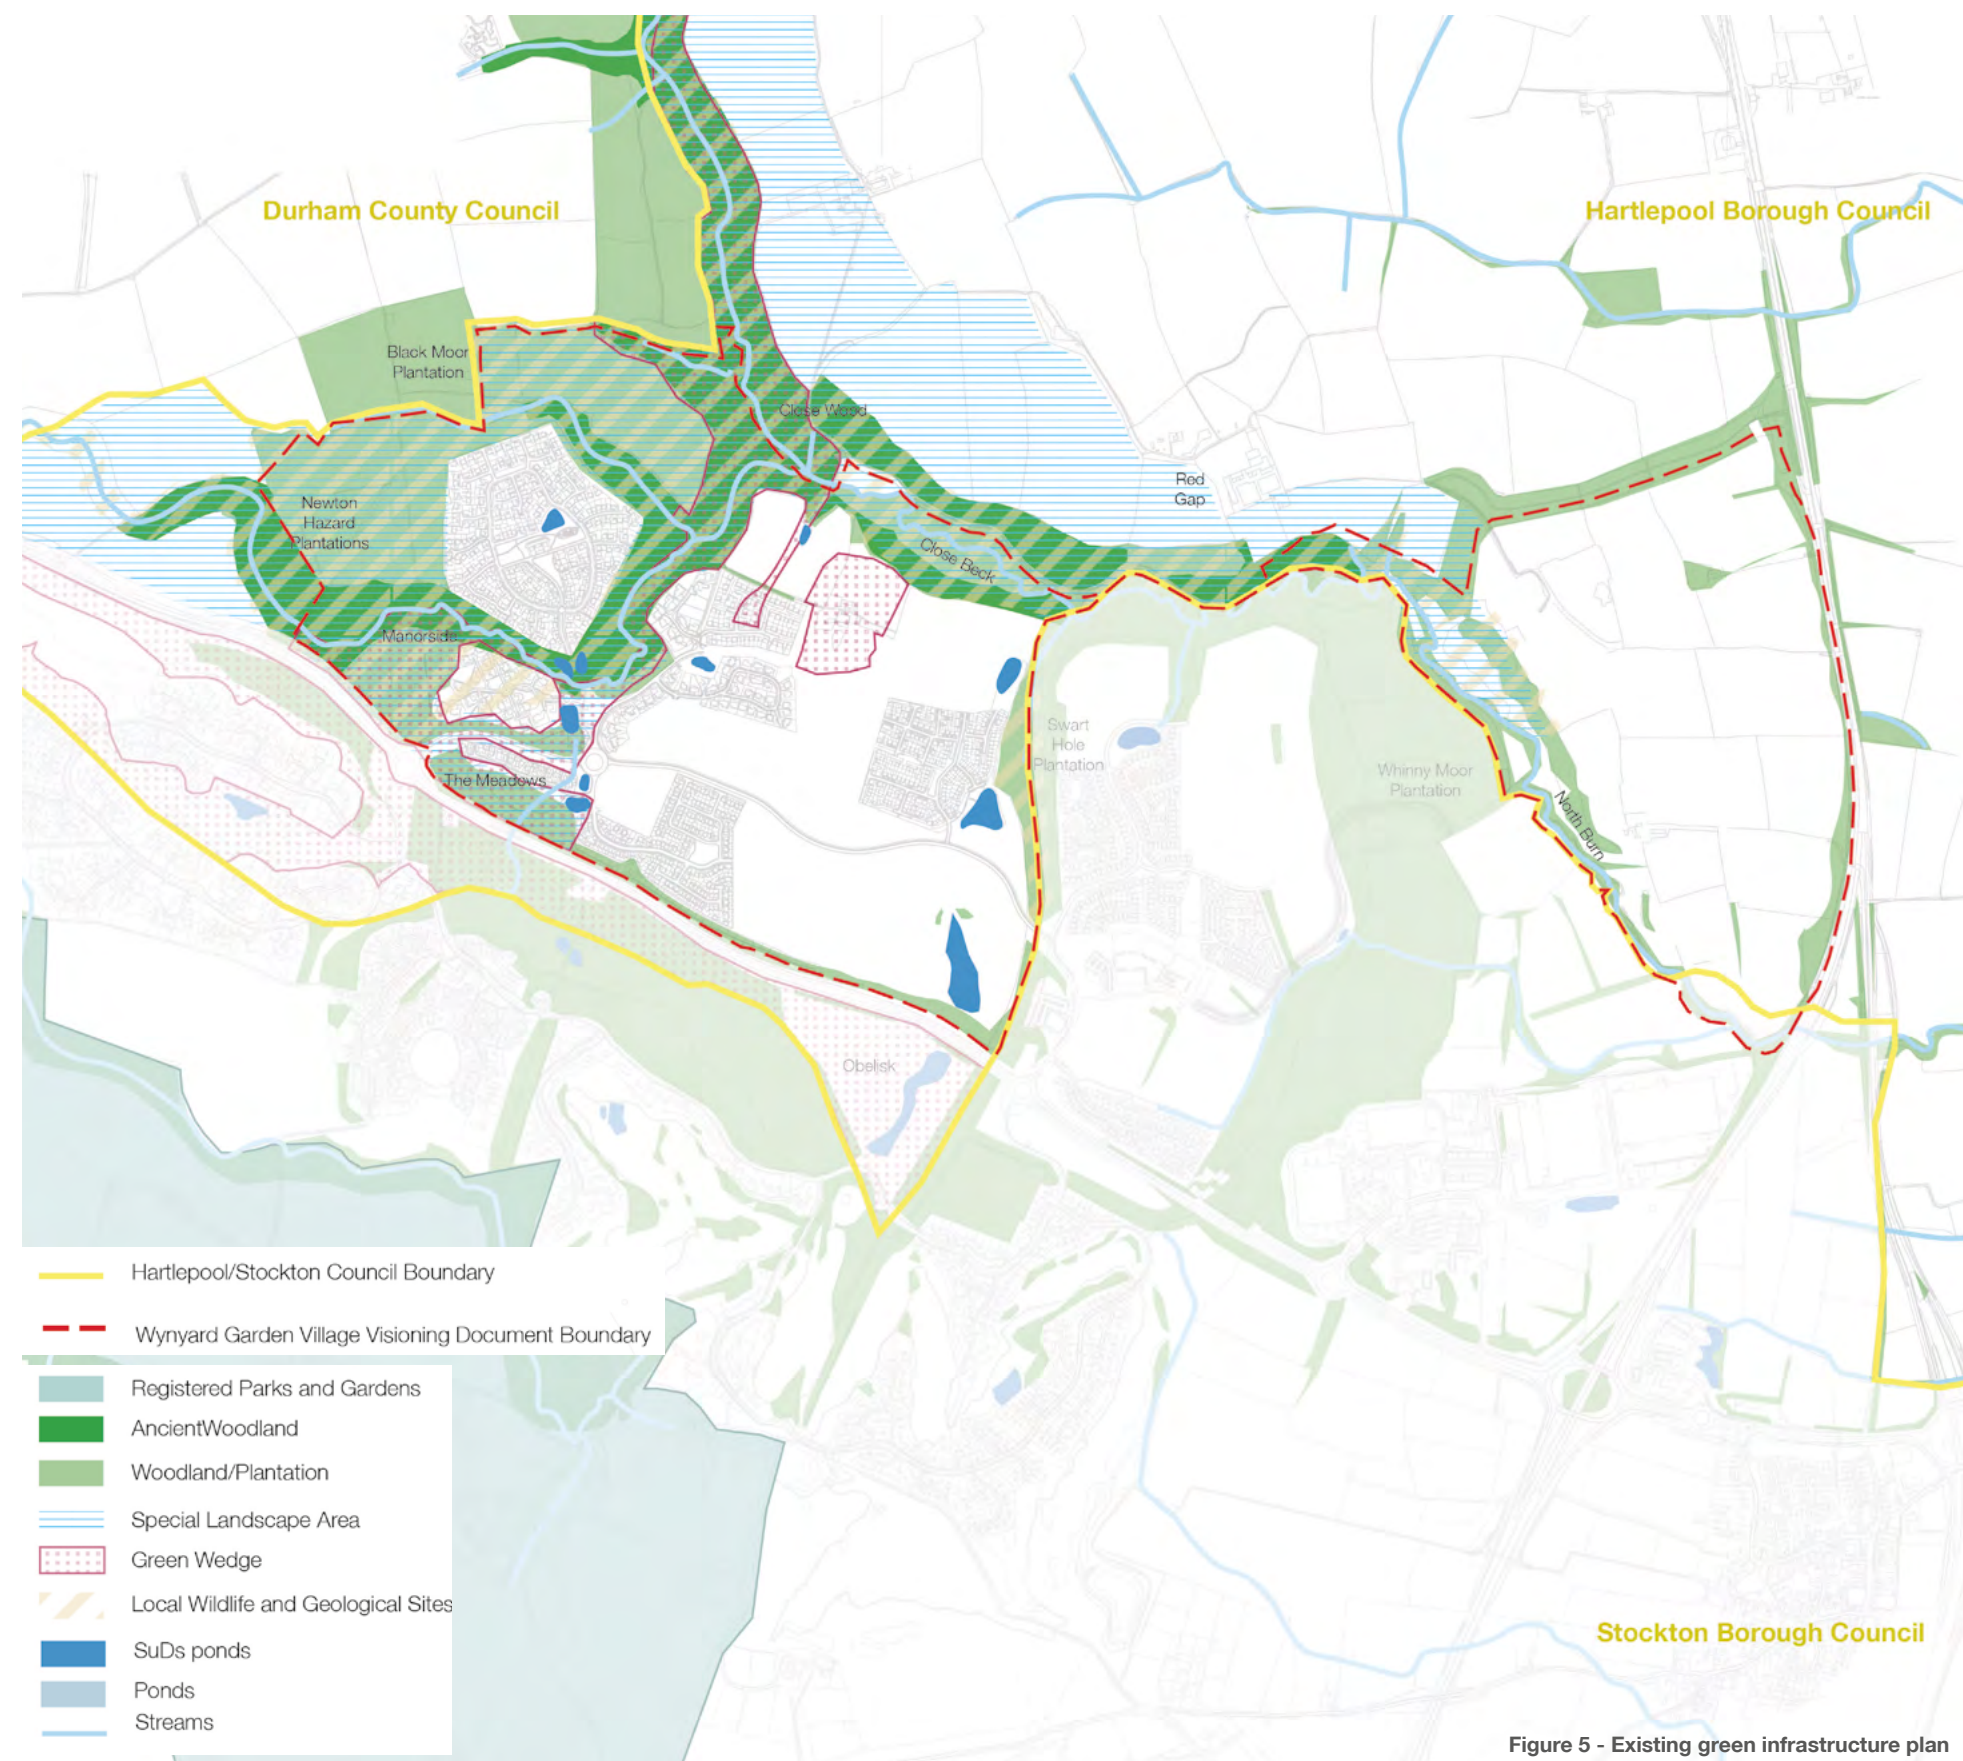 Durham County Council
Hartlepool Borough Council
Black Moor
Plantation
Close Wood
Red
Gap
Newton
Hazard
Plantations
Close Beck
Manorside
Swart
Hole
Plantation
Whinny Moor
Plantation
The Meadows
North Burn
Obelisk
Hartlepool/Stockton Council Boundary
Wynyard Garden Village Visioning Document Boundary
Registered Parks and Gardens
AncientWoodland
Woodland/Plantation
Special Landscape Area
Green Wedge
Local Wildlife and Geological Sites
SuDs ponds
Ponds
Streams
Stockton Borough Council
Figure 5 - Existing green infrastructure plan